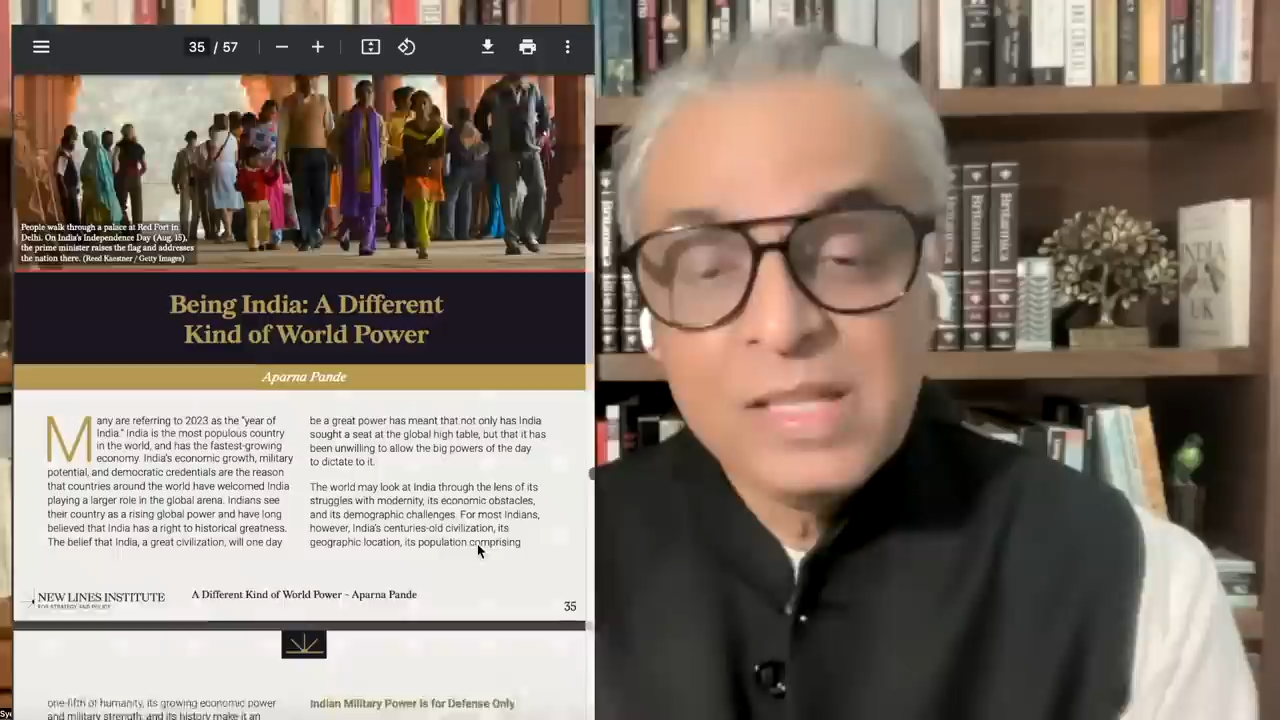 35 / 57
People walk through a palace at Red Fort in
Delhi. On India's Independence Day (Aug. 15),
the prime minister raises the flag and addresses
the nation there. (Reed Kaestner / Getty Images)
Being India: A Different
Kind of World Power
Aparna Pande
Many are referring to 2023 as the "year of
India." India is the most populous country
in the world, and has the fastest-growing
economy. India's economic growth, military
potential, and democratic credentials are the reason
that countries around the world have welcomed India
playing a larger role in the global arena. Indians see
their country as a rising global power and have long
believed that India has a right to historical greatness.
The belief that India, a great civilization, will one day
be a great power has meant that not only has India
sought a seat at the global high table, but that it has
been unwilling to allow the big powers of the day
to dictate to it.
The world may look at India through the lens of its
struggles with modernity, its economic obstacles,
and its demographic challenges. For most Indians,
however, India's centuries-old civilization, its
geographic location, its population comprising
NEW LINES INSTITUTE
FOR STRATEGY AND POLICY
A Different Kind of World Power – Aparna Pande
35
one-fifth of humanity, its growing economic power
and military strength, and its history make it an
Indian Military Power is for Defense Only
Britannica
Britannica
Britannica
INDIA
UK